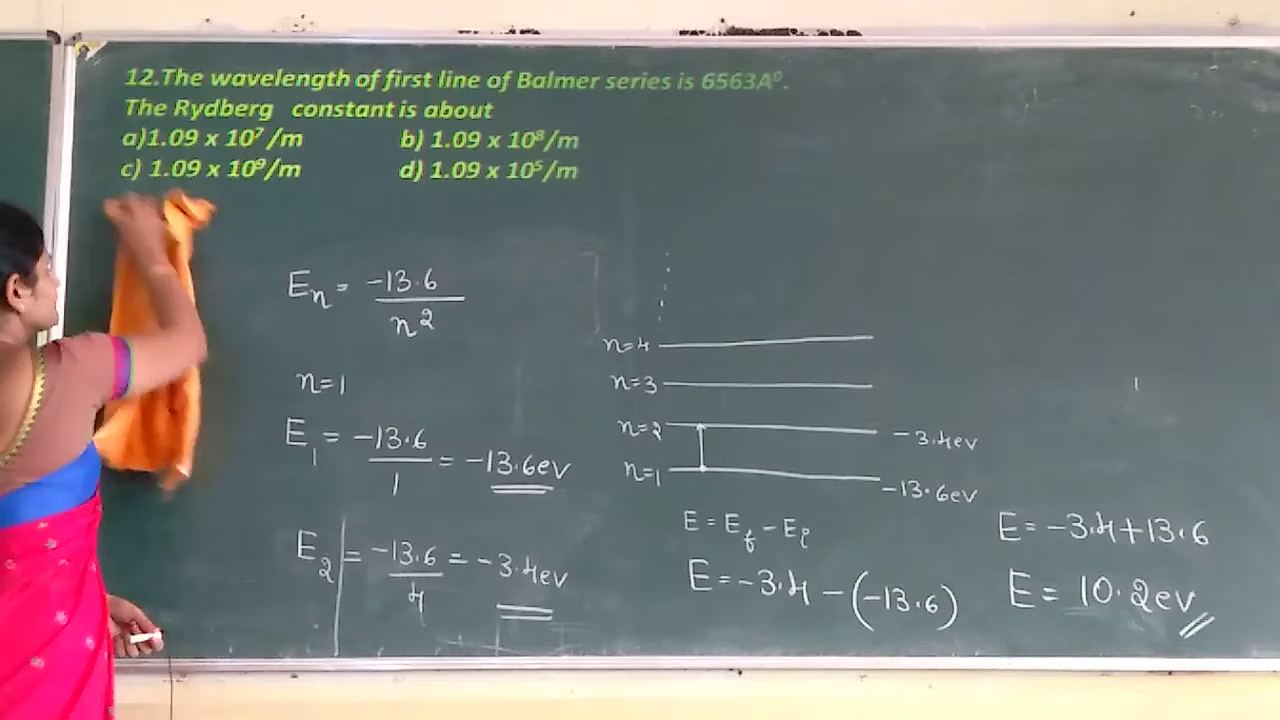 12.The wavelength of first line of Balmer series is 6563A⁰.
The Rydberg constant is about
a)1.09 x 10⁷/m b) 1.09 x 10⁸/m
c) 1.09 x 10⁹/m d) 1.09 x 10⁵/m
Eₙ = -13.6/n²
n=1
E₁ = -13.6/1 = -13.6ev
E₂ = -13.6/4 = -3.4ev
n=4
n=3
n=2 -3.4ev
n=1 -13.6ev
E = E_f - E_i
E = -3.4 - (-13.6)
E = -3.4+13.6
E = 10.2ev